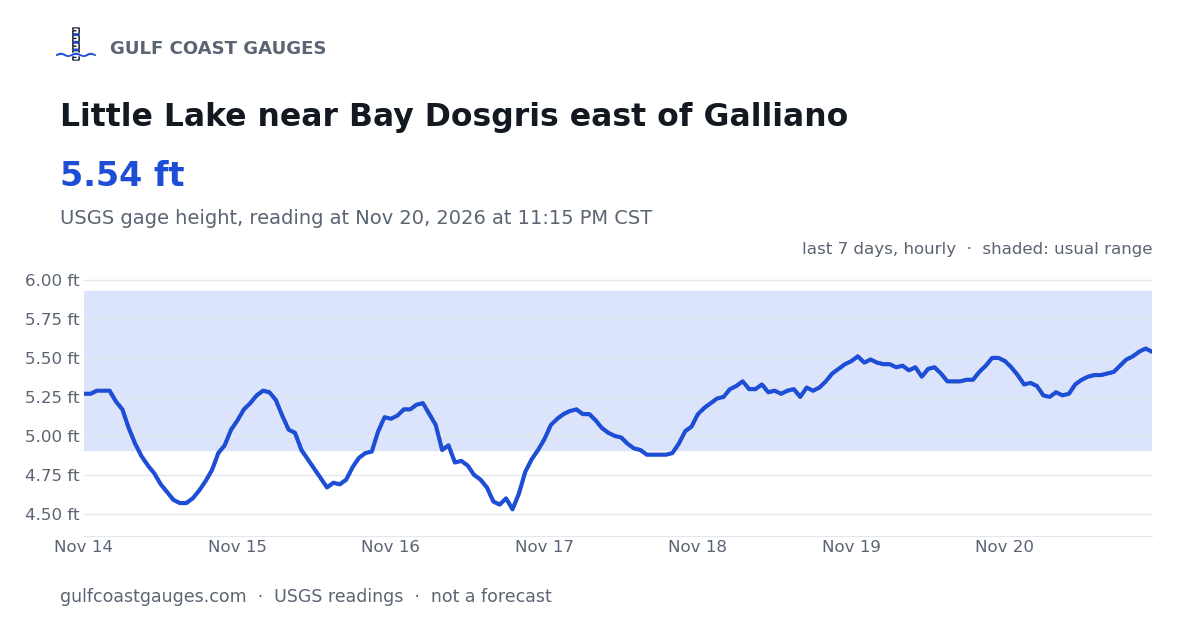 GULF COAST GAUGES
Little Lake near Bay Dosgris east of Galliano
5.54 ft
USGS gage height, reading at Nov 20, 2026 at 11:15 PM CST
last 7 days, hourly · shaded: usual range
6.00 ft
5.75 ft
5.50 ft
5.25 ft
5.00 ft
4.75 ft
4.50 ft
Nov 14 Nov 15 Nov 16 Nov 17 Nov 18 Nov 19 Nov 20
gulfcoastgauges.com · USGS readings · not a forecast